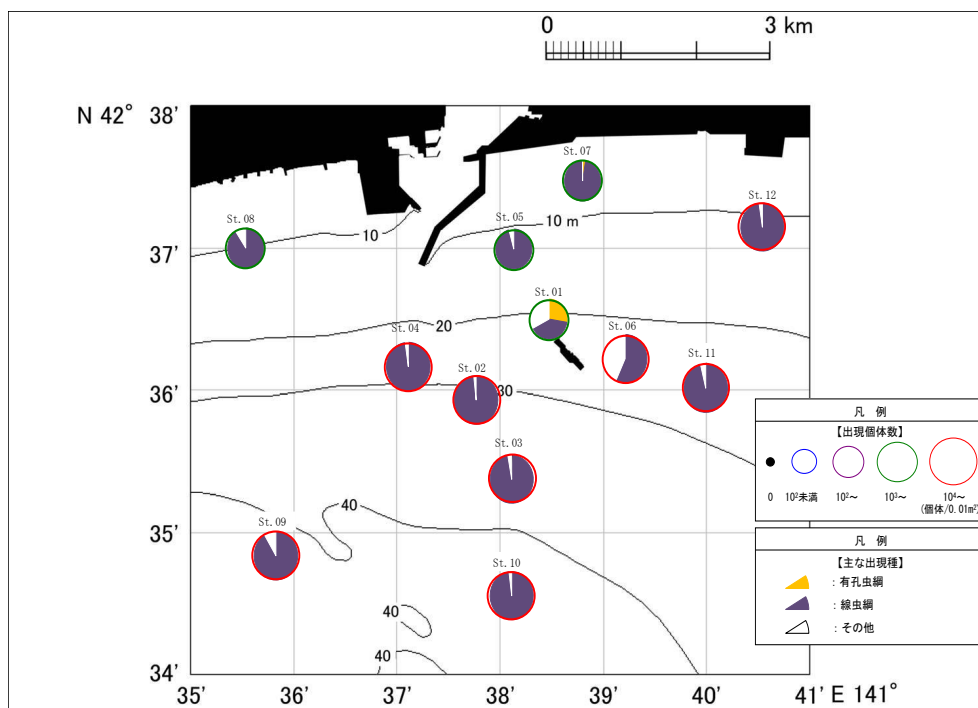 0 3 km
N 42° 38'
St.07
St.12
St.08
St.05
10 m
10
37'
St.01
St.04
20
St.06
St.02
St.11
36'
30
凡 例
【出現個体数】
St.03
0 10²未満 10²～ 10³～ 10⁴～
(個体/0.01m²)
40
St.09
35'
凡 例
【主な出現種】
St.10
：有孔虫綱
：線虫綱
40
：その他
40
34'
35' 36' 37' 38' 39' 40' 41' E 141°